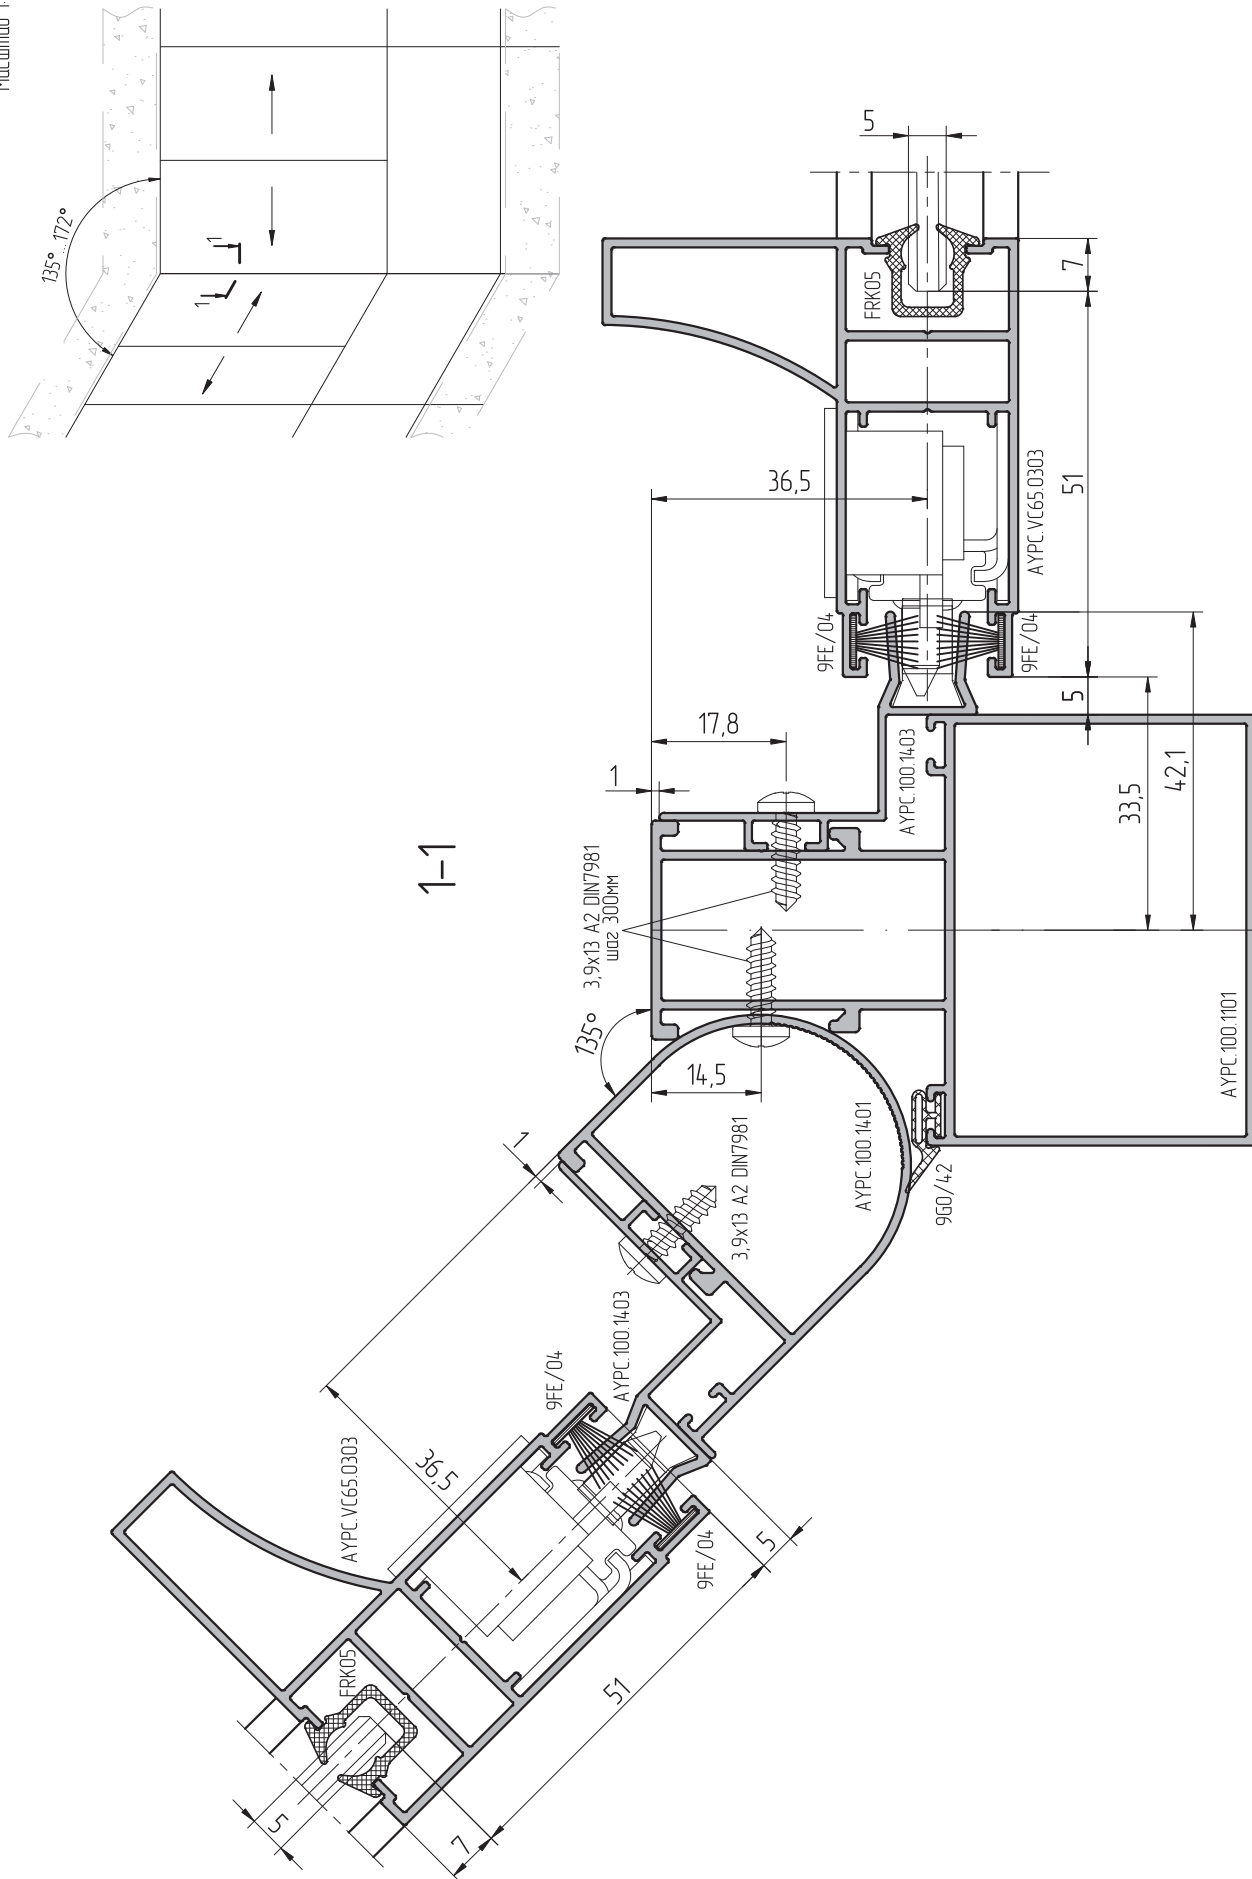 135°...172°
1
1
1-1
5
FRK05
7
36,5
51
AYPC.VC65.0303
9FE/04
9FE/04
5
17,8
1
AYPC.100.1403
42,1
33,5
3,9x13 A2 DIN7981
шаг 300мм
135°
14,5
AYPC.100.1101
AYPC.100.1401
9G0/42
3,9x13 A2 DIN7981
1
AYPC.100.1403
9FE/04
36,5
AYPC.VC65.0303
9FE/04
5
51
FRK05
5
7